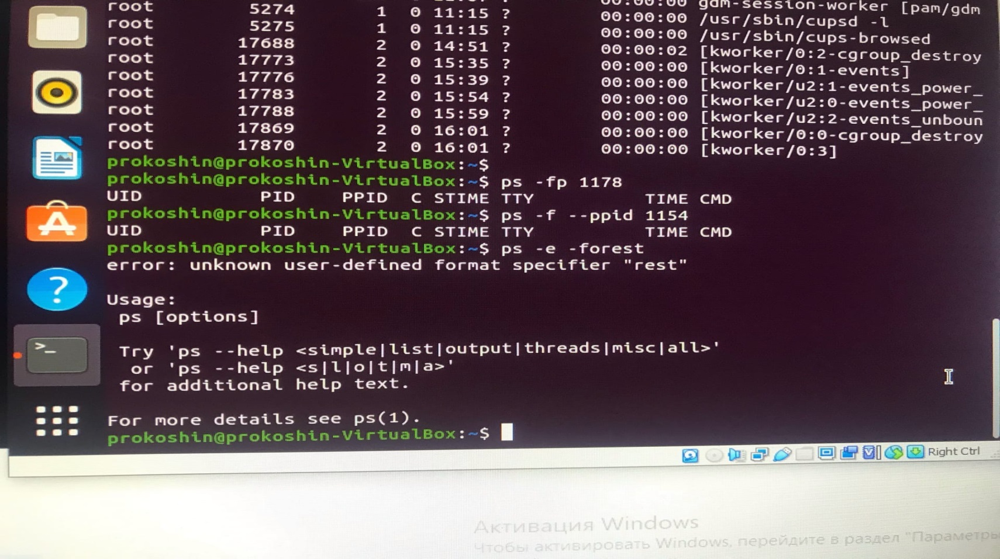 root 5274 1 0 11:15 ? 00:00:00 gdm-session-worker [pam/gdm
root 5275 1 0 11:15 ? 00:00:00 /usr/sbin/cupsd -l
root 17688 2 0 14:51 ? 00:00:00 /usr/sbin/cups-browsed
root 17773 2 0 15:35 ? 00:00:02 [kworker/0:2-cgroup_destroy
root 17776 2 0 15:39 ? 00:00:00 [kworker/0:1-events]
root 17783 2 0 15:54 ? 00:00:00 [kworker/u2:1-events_power_
root 17788 2 0 15:59 ? 00:00:00 [kworker/u2:0-events_power_
root 17869 2 0 16:01 ? 00:00:00 [kworker/u2:2-events_unboun
root 17870 2 0 16:01 ? 00:00:00 [kworker/0:0-cgroup_destroy
00:00:00 [kworker/0:3]
prokoshin@prokoshin-VirtualBox:~$
prokoshin@prokoshin-VirtualBox:~$ ps -fp 1178
UID PID PPID C STIME TTY TIME CMD
prokoshin@prokoshin-VirtualBox:~$ ps -f --ppid 1154
UID PID PPID C STIME TTY TIME CMD
prokoshin@prokoshin-VirtualBox:~$ ps -e -forest
error: unknown user-defined format specifier "rest"
Usage:
ps [options]
Try 'ps --help <simple|list|output|threads|misc|all>'
or 'ps --help <s|l|o|t|m|a>'
for additional help text.
For more details see ps(1).
prokoshin@prokoshin-VirtualBox:~$
Right Ctrl
Активация Windows
Чтобы активировать Windows, перейдите в раздел "Параметры